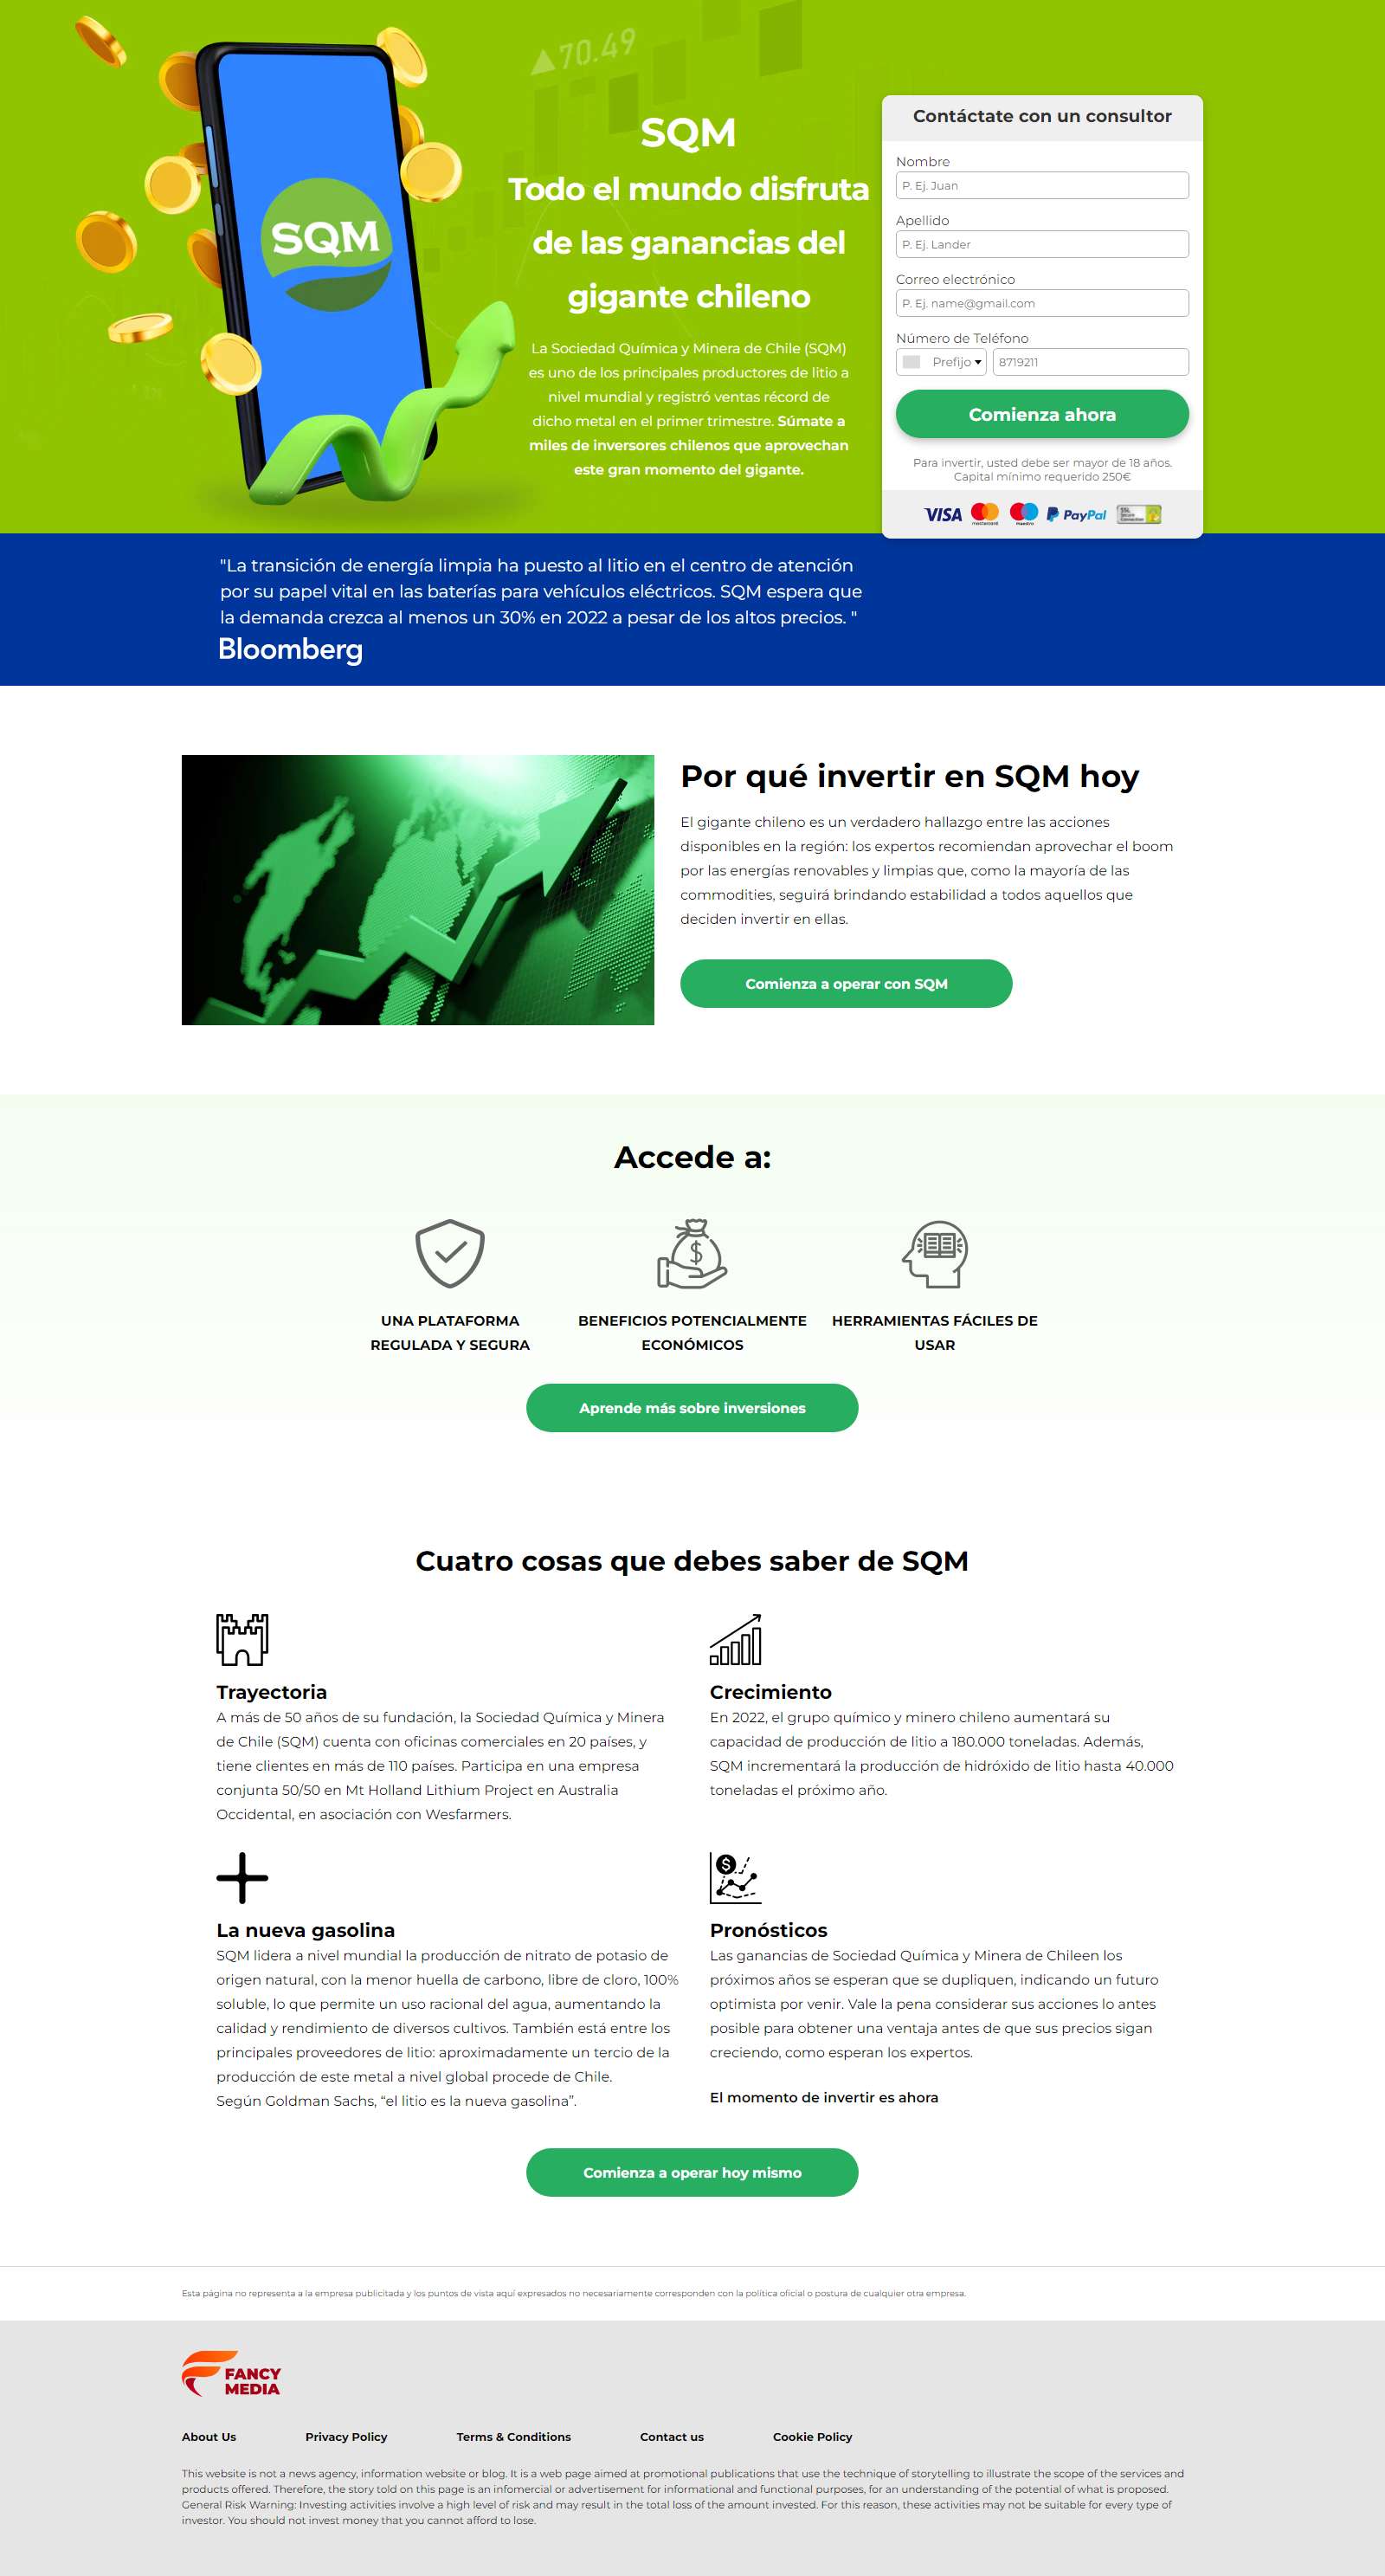 ▲70.49
SQM
SQM
Todo el mundo disfruta
de las ganancias del
gigante chileno
La Sociedad Química y Minera de Chile (SQM)
es uno de los principales productores de litio a
nivel mundial y registró ventas récord de
dicho metal en el primer trimestre. Súmate a
miles de inversores chilenos que aprovechan
este gran momento del gigante.
Contáctate con un consultor
Nombre
P. Ej. Juan
Apellido
P. Ej. Lander
Correo electrónico
P. Ej. name@gmail.com
Número de Teléfono
Prefijo 8719211
Comienza ahora
Para invertir, usted debe ser mayor de 18 años.
Capital mínimo requerido 250€
VISA mastercard maestro PayPal SSL Secure Connection
"La transición de energía limpia ha puesto al litio en el centro de atención
por su papel vital en las baterías para vehículos eléctricos. SQM espera que
la demanda crezca al menos un 30% en 2022 a pesar de los altos precios. "
Bloomberg
Por qué invertir en SQM hoy
El gigante chileno es un verdadero hallazgo entre las acciones
disponibles en la región: los expertos recomiendan aprovechar el boom
por las energías renovables y limpias que, como la mayoría de las
commodities, seguirá brindando estabilidad a todos aquellos que
deciden invertir en ellas.
Comienza a operar con SQM
Accede a:
UNA PLATAFORMA
REGULADA Y SEGURA
BENEFICIOS POTENCIALMENTE
ECONÓMICOS
HERRAMIENTAS FÁCILES DE
USAR
Aprende más sobre inversiones
Cuatro cosas que debes saber de SQM
Trayectoria
A más de 50 años de su fundación, la Sociedad Química y Minera
de Chile (SQM) cuenta con oficinas comerciales en 20 países, y
tiene clientes en más de 110 países. Participa en una empresa
conjunta 50/50 en Mt Holland Lithium Project en Australia
Occidental, en asociación con Wesfarmers.
Crecimiento
En 2022, el grupo químico y minero chileno aumentará su
capacidad de producción de litio a 180.000 toneladas. Además,
SQM incrementará la producción de hidróxido de litio hasta 40.000
toneladas el próximo año.
La nueva gasolina
SQM lidera a nivel mundial la producción de nitrato de potasio de
origen natural, con la menor huella de carbono, libre de cloro, 100%
soluble, lo que permite un uso racional del agua, aumentando la
calidad y rendimiento de diversos cultivos. También está entre los
principales proveedores de litio: aproximadamente un tercio de la
producción de este metal a nivel global procede de Chile.
Según Goldman Sachs, “el litio es la nueva gasolina”.
Pronósticos
Las ganancias de Sociedad Química y Minera de Chileen los
próximos años se esperan que se dupliquen, indicando un futuro
optimista por venir. Vale la pena considerar sus acciones lo antes
posible para obtener una ventaja antes de que sus precios sigan
creciendo, como esperan los expertos.
El momento de invertir es ahora
Comienza a operar hoy mismo
Esta página no representa a la empresa publicitada y los puntos de vista aquí expresados no necesariamente corresponden con la política oficial o postura de cualquier otra empresa.
FANCY
MEDIA
About Us Privacy Policy Terms & Conditions Contact us Cookie Policy
This website is not a news agency, information website or blog. It is a web page aimed at promotional publications that use the technique of storytelling to illustrate the scope of the services and
products offered. Therefore, the story told on this page is an infomercial or advertisement for informational and functional purposes, for an understanding of the potential of what is proposed.
General Risk Warning: Investing activities involve a high level of risk and may result in the total loss of the amount invested. For this reason, these activities may not be suitable for every type of
investor. You should not invest money that you cannot afford to lose.